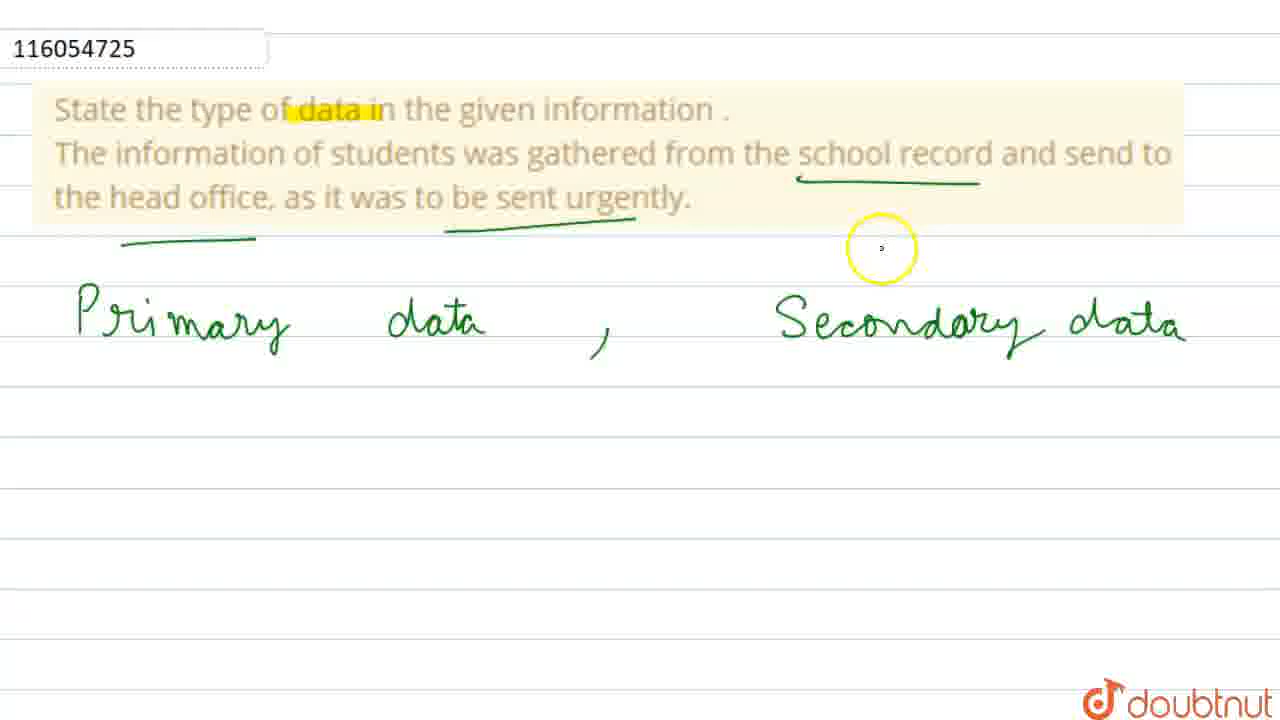 116054725
State the type of data in the given information .
The information of students was gathered from the school record and send to
the head office, as it was to be sent urgently.
Primary data , Secondary data
doubtnut